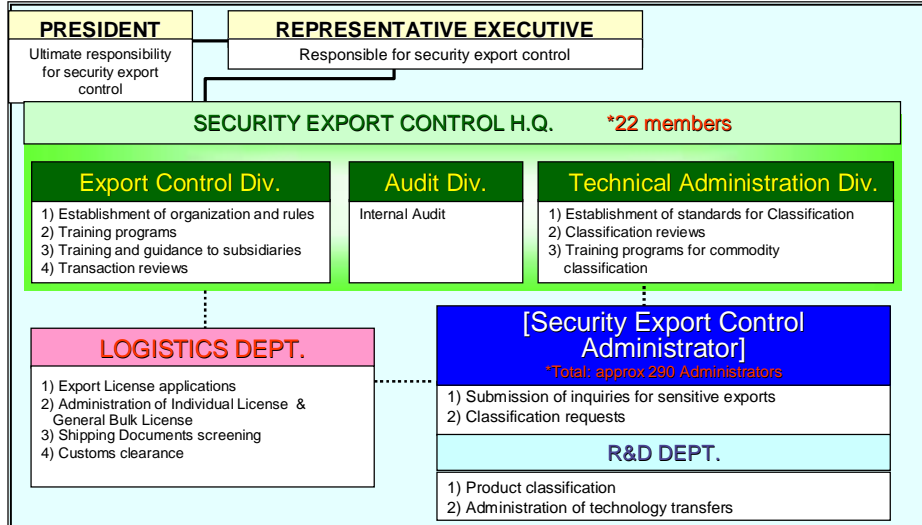 PRESIDENT
Ultimate responsibility
for security export
control
REPRESENTATIVE EXECUTIVE
Responsible for security export control
SECURITY EXPORT CONTROL H.Q. *22 members
Export Control Div.
1) Establishment of organization and rules
2) Training programs
3) Training and guidance to subsidiaries
4) Transaction reviews
Audit Div.
Internal Audit
Technical Administration Div.
1) Establishment of standards for Classification
2) Classification reviews
3) Training programs for commodity
classification
LOGISTICS DEPT.
1) Export License applications
2) Administration of Individual License &
General Bulk License
3) Shipping Documents screening
4) Customs clearance
[Security Export Control
Administrator]
*Total: approx 290 Administrators
1) Submission of inquiries for sensitive exports
2) Classification requests
R&D DEPT.
1) Product classification
2) Administration of technology transfers